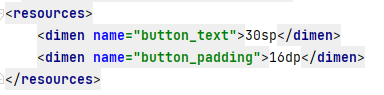 <resources>
    <dimen name="button_text">30sp</dimen>
    <dimen name="button_padding">16dp</dimen>
</resources>